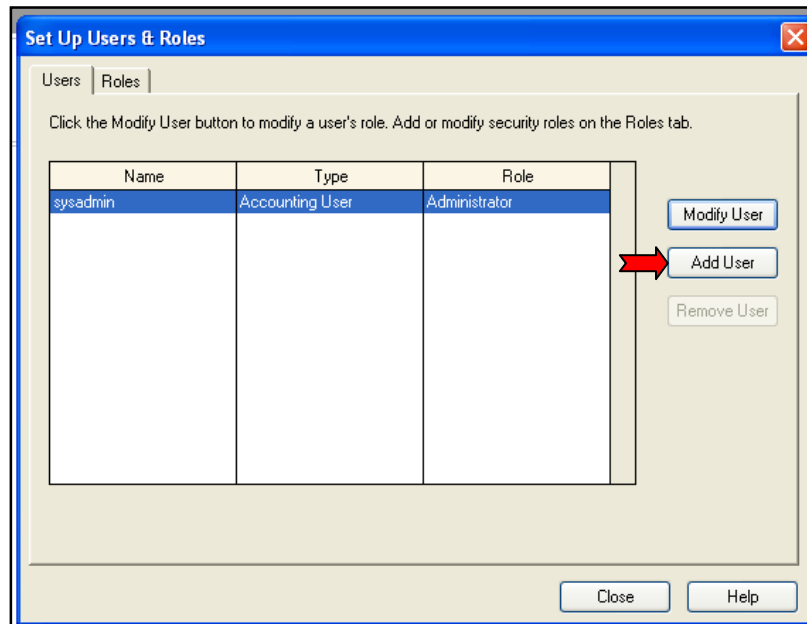 Set Up Users & Roles
Users Roles
Click the Modify User button to modify a user's role. Add or modify security roles on the Roles tab.
Name Type Role
sysadmin Accounting User Administrator
Modify User
Add User
Remove User
Close Help